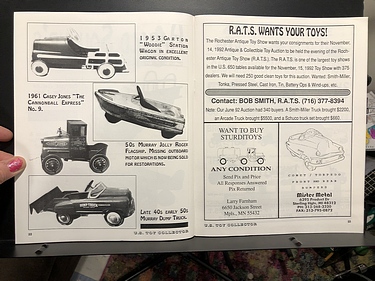 1953 Garton
"Woodie" Station
Wagon in excellent
original condition.
1961 Casey Jones "The
Cannonball Express"
No. 9.
50s Murray Jolly Roger
Flagship. Missing outboard
motor which is now being sold
for restorations.
Late 40s early 50s
Murray Dump Truck.
U.S. TOY COLLECTOR
R.A.T.S. WANTS YOUR TOYS!
The Rochester Antique Toy Show wants your consignments for their November
14, 1992 Antique & Collectible Toy Auction to be held the evening of the Roch-
ester Antique Toy Show (R.A.T.S.). The R.A.T.S. is one of the largest toy shows
in the U.S. 650 tables available for the November 15, 1992 Toy Show with 375
dealers. We will need 250 good clean toys for this auction. Wanted: Smith-Miller,
Tonka, Pressed Steel, Cast Iron, Tin, Battery Ops & Wind-ups, etc.
Contact: BOB SMITH, R.A.T.S. (716) 377-8394
Note: Our June 92 Auction had 340 buyers. A Smith-Miller Truck brought $2200,
an Arcade Truck brought $5500, and a Schuco truck set brought $660.
WANT TO BUY
STURDITOYS
ANY CONDITION
Send Pix and Price
All Responses Answered
Pix Returned
Larry Farnham
6650 Jackson Street
Mpls., MN 55432
Mister Metal
U.S. TOY COLLECTOR